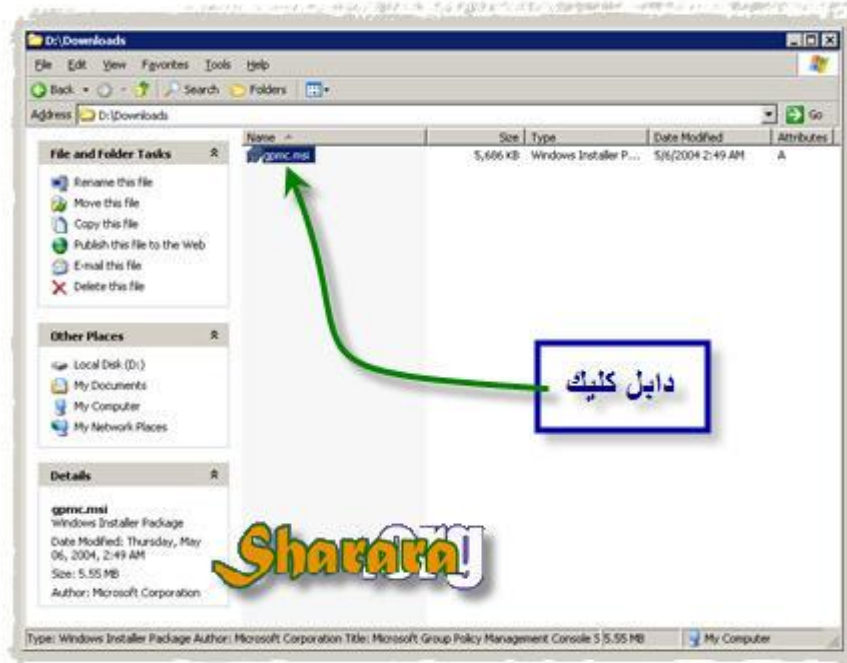 D:\Downloads
File Edit View Favorites Tools Help
Back Search Folders
Address D:\Downloads Go
Name Size Type Date Modified Attributes
gpmc.msi 5,686 KB Windows Installer P... 5/6/2004 2:49 AM A
File and Folder Tasks
Rename this file
Move this file
Copy this file
Publish this file to the Web
E-mail this file
Delete this file
Other Places
Local Disk (D:)
My Documents
My Computer
My Network Places
دابل كليك
Details
gpmc.msi
Windows Installer Package
Date Modified: Thursday, May
06, 2004, 2:49 AM
Size: 5.55 MB
Author: Microsoft Corporation
Sharara org
Type: Windows Installer Package Author: Microsoft Corporation Title: Microsoft Group Policy Management Console S 5.55 MB My Computer